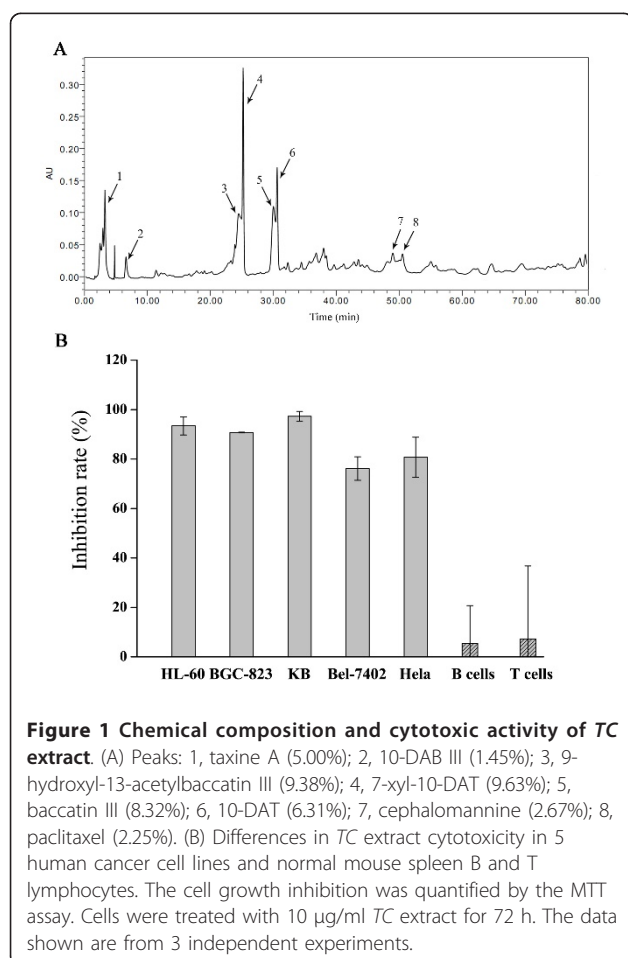 A
AU
0.30
0.25
0.20
0.15
0.10
0.05
0.00
1
2
3
4
5
6
7
8
0.00 10.00 20.00 30.00 40.00 50.00 60.00 70.00 80.00
Time (min)
B
Inhibition rate (%)
120
100
80
60
40
20
0
HL-60 BGC-823 KB Bel-7402 Hela B cells T cells
Figure 1 Chemical composition and cytotoxic activity of TC
extract. (A) Peaks: 1, taxine A (5.00%); 2, 10-DAB III (1.45%); 3, 9-
hydroxyl-13-acetylbaccatin III (9.38%); 4, 7-xyl-10-DAT (9.63%); 5,
baccatin III (8.32%); 6, 10-DAT (6.31%); 7, cephalomannine (2.67%); 8,
paclitaxel (2.25%). (B) Differences in TC extract cytotoxicity in 5
human cancer cell lines and normal mouse spleen B and T
lymphocytes. The cell growth inhibition was quantified by the MTT
assay. Cells were treated with 10 μg/ml TC extract for 72 h. The data
shown are from 3 independent experiments.